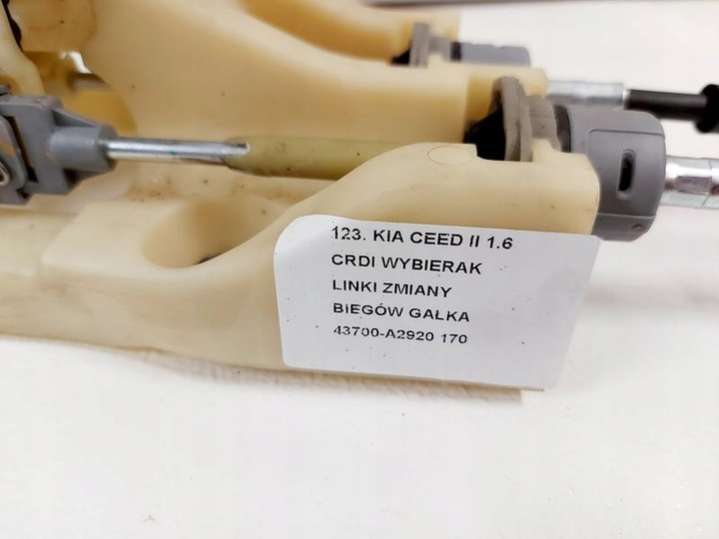 123. KIA CEED II 1.6
CRDI WYBIERAK
LINKI ZMIANY
BIEGÓW GAŁKA
43700-A2920 170